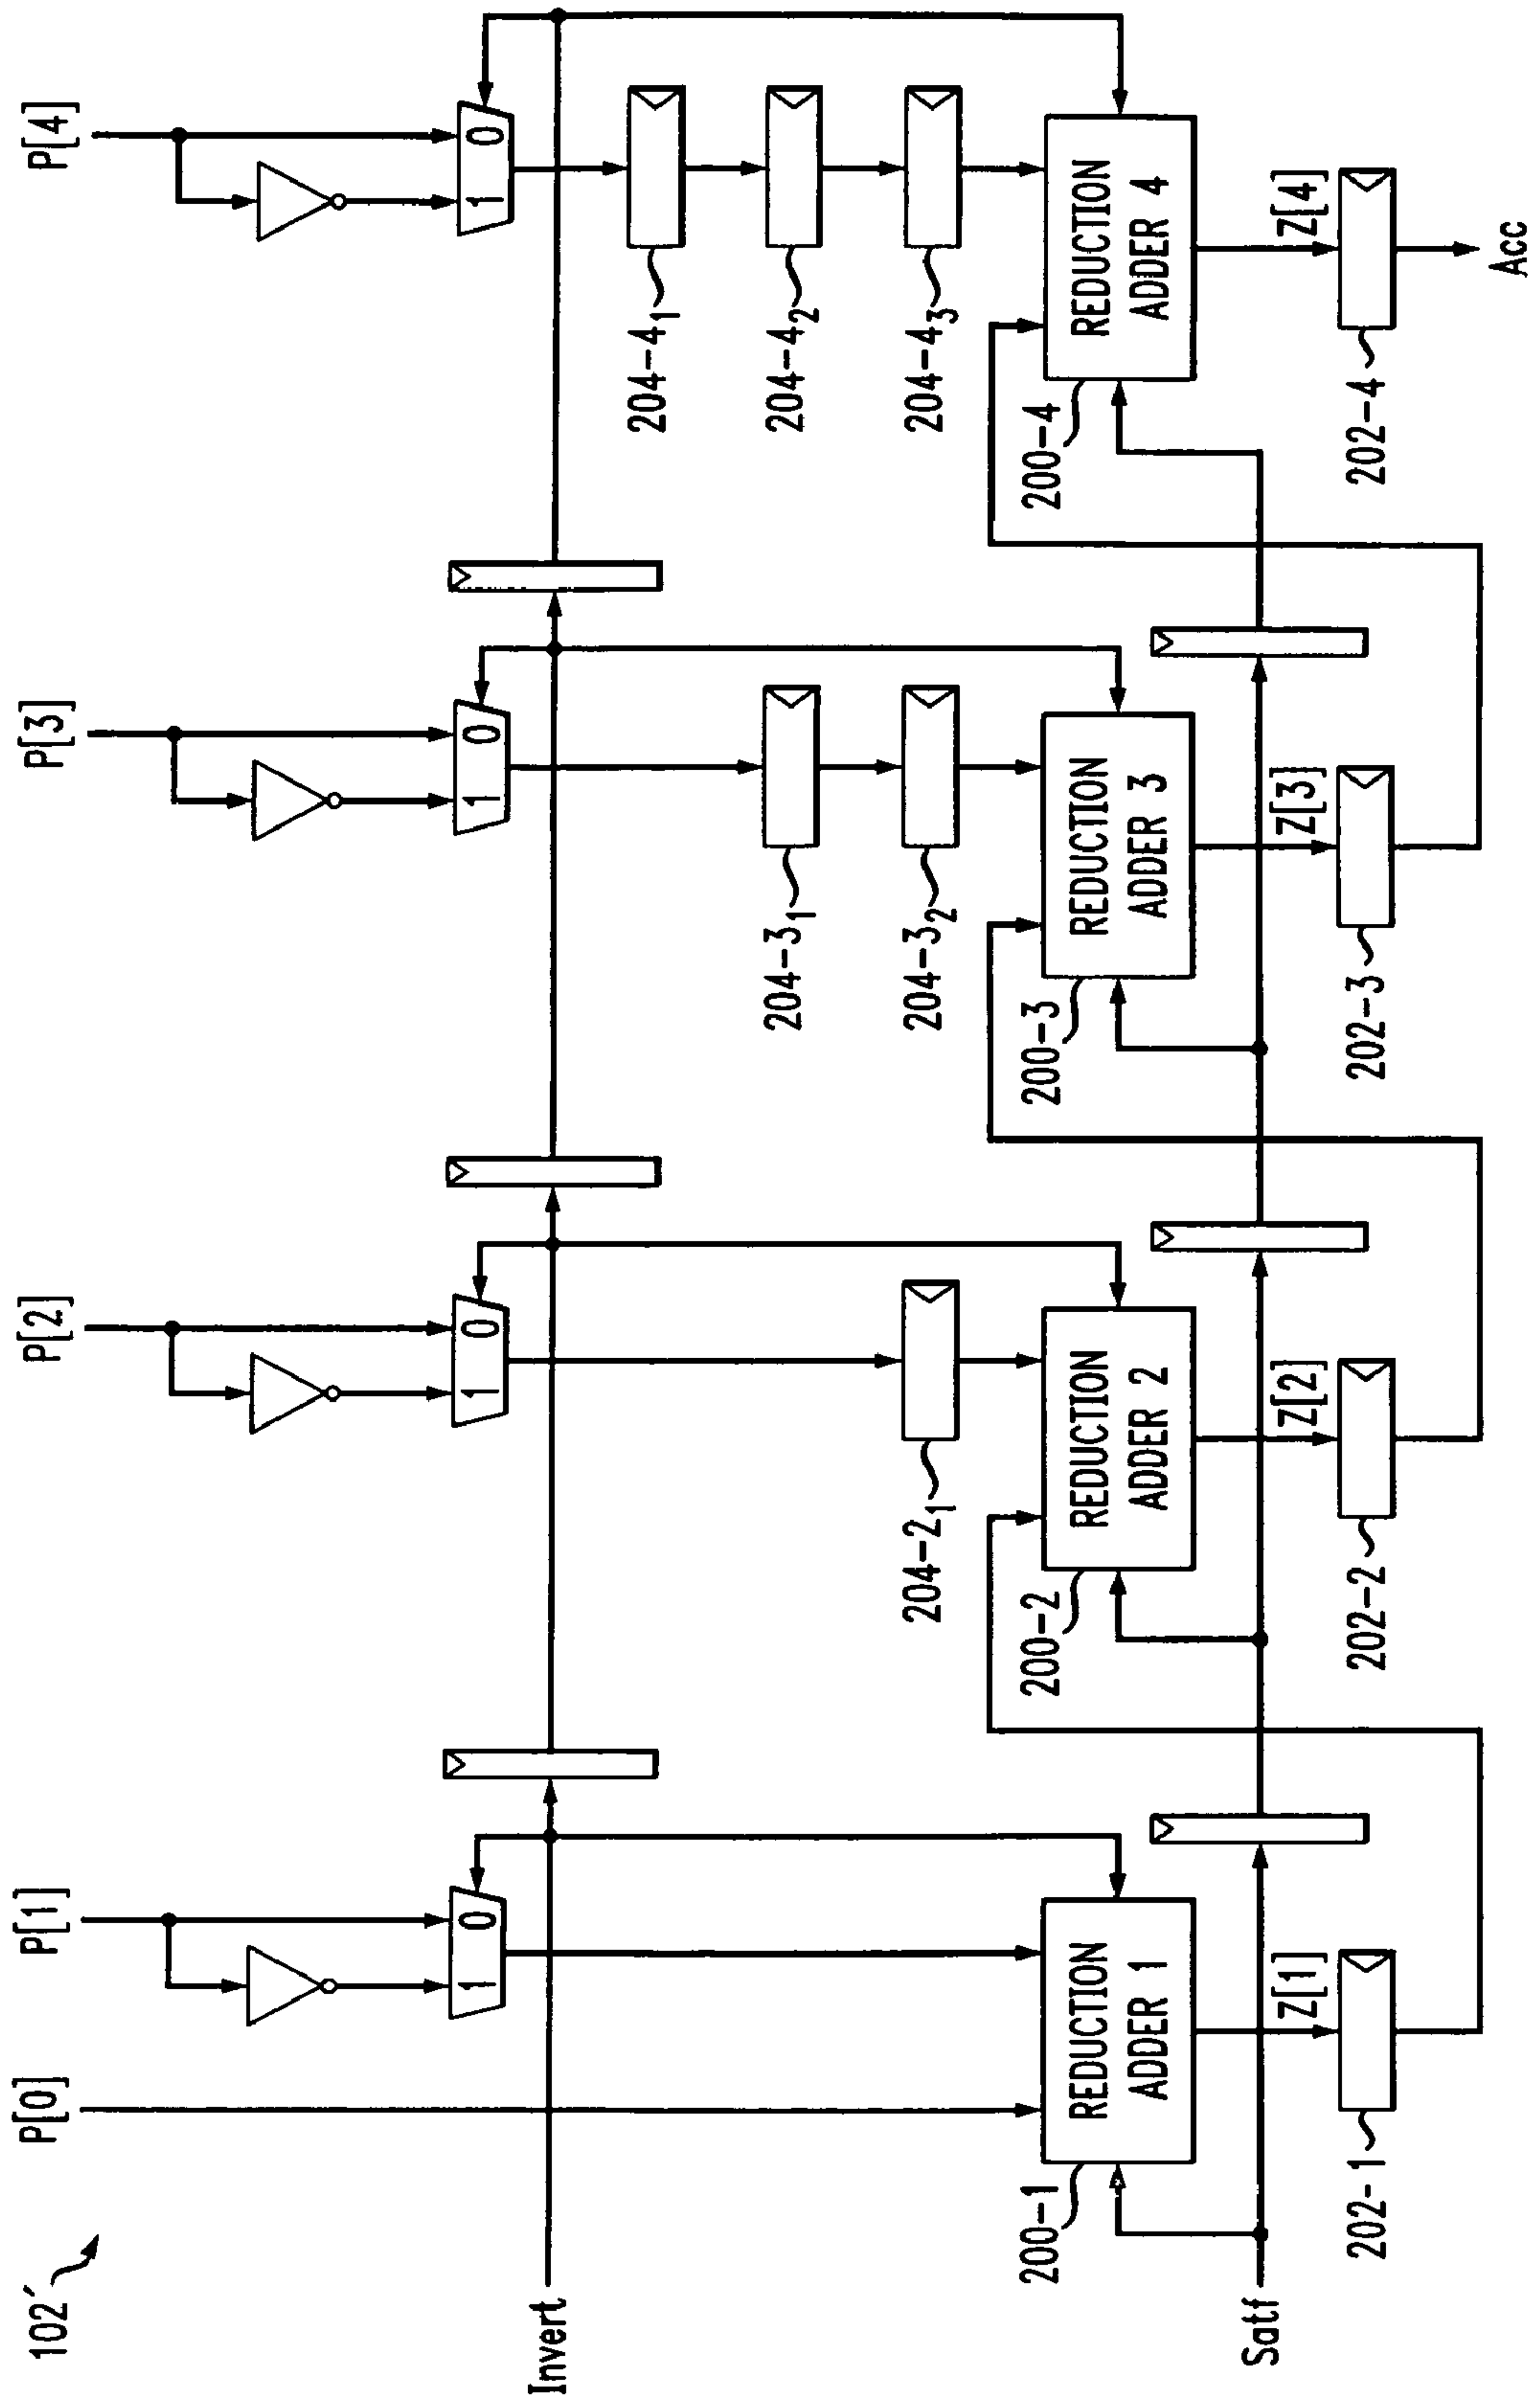 102′
P[0]
P[1]
P[2]
P[3]
P[4]
1 0
1 0
1 0
1 0
Invert
204-4₁
204-3₁
204-4₂
204-2₁
204-3₂
204-4₃
200-1
REDUCTION
ADDER 1
200-2
REDUCTION
ADDER 2
200-3
REDUCTION
ADDER 3
200-4
REDUCTION
ADDER 4
Satf
Z[1]
Z[2]
Z[3]
Z[4]
202-1
202-2
202-3
202-4
Acc